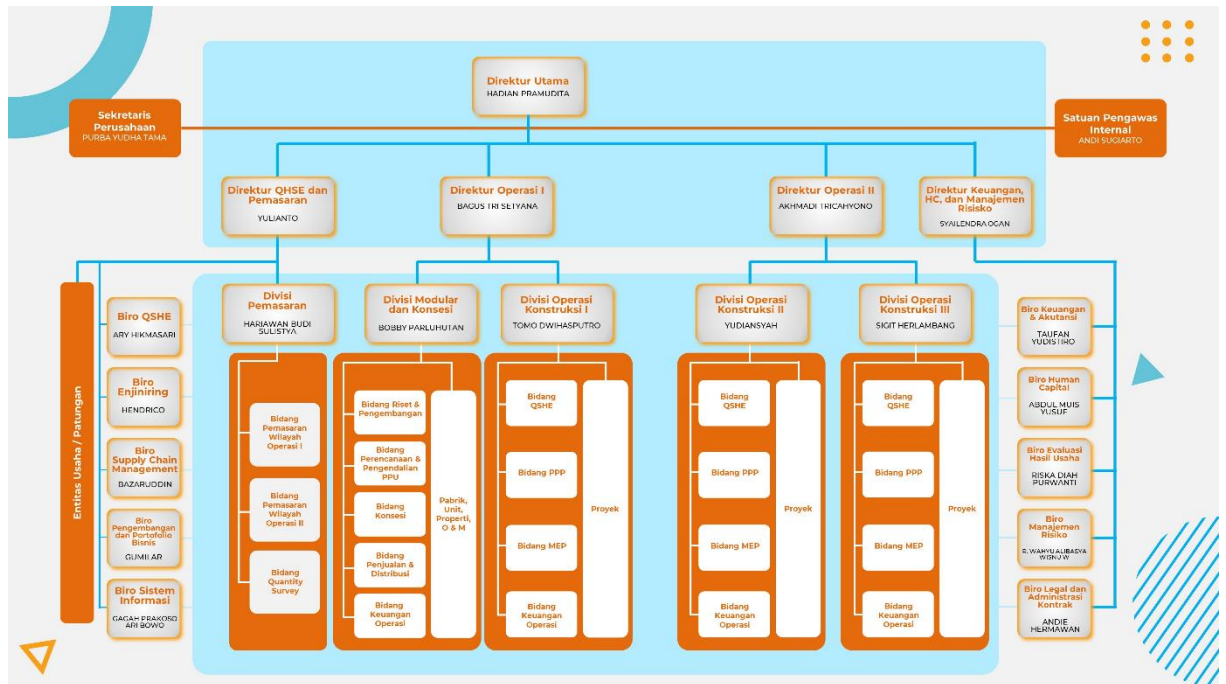 Direktur Utama
HADIAN PRAMUDITA
Sekretaris
Perusahaan
PURBA YUDHA TAMA
Satuan Pengawas
Internal
ANDI SUGIARTO
Direktur QHSE dan
Pemasaran
YULIANTO
Direktur Operasi I
BAGUS TRI SETYANA
Direktur Operasi II
AKHMADI TRICAHYONO
Direktur Keuangan,
HC, dan Manajemen
Risisko
SYAILENDRA OGAN
Entitas Usaha / Patungan
Biro QSHE
ARY HIKMASARI
Biro
Enjiniring
HENDRICO
Biro
Supply Chain
Management
BAZARUDDIN
Biro
Pengembangan
dan Portofolio
Bisnis
GUMILAR
Biro Sistem
Informasi
GAGAH PRAKOSO
ARI BOWO
Divisi
Pemasaran
HARIAWAN BUDI
SULISTYA
Bidang
Pemasaran
Wilayah
Operasi I
Bidang
Pemasaran
Wilayah
Operasi II
Bidang
Quantity
Survey
Divisi Modular
dan Konsesi
BOBBY PARLUHUTAN
Bidang Riset &
Pengembangan
Bidang
Perencanaan &
Pengendalian
PPU
Bidang
Konsesi
Bidang
Penjualan &
Distribusi
Bidang
Keuangan
Operasi
Pabrik,
Unit,
Properti,
O & M
Divisi Operasi
Konstruksi I
TOMO DWIHASPUTRO
Bidang
QSHE
Bidang PPP
Bidang MEP
Bidang
Keuangan
Operasi
Proyek
Divisi Operasi
Konstruksi II
YUDIANSYAH
Bidang
QSHE
Bidang PPP
Bidang MEP
Bidang
Keuangan
Operasi
Proyek
Divisi Operasi
Konstruksi III
SIGIT HERLAMBANG
Bidang
QSHE
Bidang PPP
Bidang MEP
Bidang
Keuangan
Operasi
Proyek
Biro Keuangan
& Akutansi
TAUFAN
YUDISTIRO
Biro Human
Capital
ABDUL MUIS
YUSUF
Biro Evaluasi
Hasil Usaha
RISKA DIAH
PURWANTI
Biro
Manajemen
Risiko
WAHYU ALIBASYA
WISNU W
Biro Legal dan
Administrasi
Kontrak
ANDIE
HERMAWAN